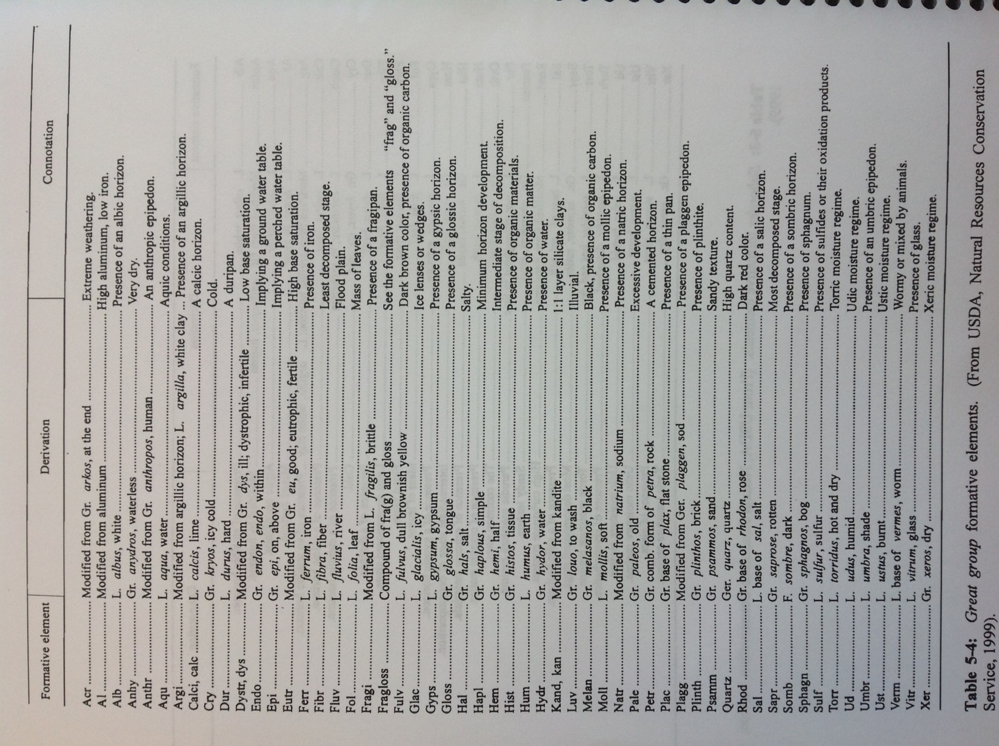 Formative element Derivation Connotation
Acr ........ Modified from Gr. arkos, at the end ........ Extreme weathering.
Al ........ Modified from aluminum ........ High aluminum, low iron.
Alb ........ L. albus, white ........ Presence of an albic horizon.
Anhy ........ Gr. anydros, waterless ........ Very dry.
Anthr ........ Modified from Gr. anthropos, human ........ An anthropic epipedon.
Aqu ........ L. aqua, water ........ Aquic conditions.
Argi ........ Modified from argillic horizon; L. argilla, white clay ... Presence of an argillic horizon.
Calci, calc ........ L. calcis, lime ........ A calcic horizon.
Cry ........ Gr. kryos, icy cold ........ Cold.
Dur ........ L. durus, hard ........ A duripan.
Dystr, dys ........ Modified from Gr. dys, ill; dystrophic, infertile ........ Low base saturation.
Endo ........ Gr. endon, endo, within ........ Implying a ground water table.
Epi ........ Gr. epi, on, above ........ Implying a perched water table.
Eutr ........ Modified from Gr. eu, good; eutrophic, fertile ........ High base saturation.
Ferr ........ L. ferrum, iron ........ Presence of iron.
Fibr ........ L. fibra, fiber ........ Least decomposed stage.
Fluv ........ L. fluvius, river ........ Flood plain.
Fol ........ L. folia, leaf ........ Mass of leaves.
Fragi ........ Modified from L. fragilis, brittle ........ Presence of a fragipan.
Fragloss ........ Compound of fra(g) and gloss ........ See the formative elements "frag" and "gloss."
Fulv ........ L. fulvus, dull brownish yellow ........ Dark brown color, presence of organic carbon.
Glac ........ L. glacialis, icy ........ Ice lenses or wedges.
Gyps ........ L. gypsum, gypsum ........ Presence of a gypsic horizon.
Gloss ........ Gr. glossa, tongue ........ Presence of a glossic horizon.
Hal ........ Gr. hals, salt ........ Salty.
Hapl ........ Gr. haplous, simple ........ Minimum horizon development.
Hem ........ Gr. hemi, half ........ Intermediate stage of decomposition.
Hist ........ Gr. histos, tissue ........ Presence of organic materials.
Hum ........ L. humus, earth ........ Presence of organic matter.
Hydr ........ Gr. hydor, water ........ Presence of water.
Kand, kan ........ Modified from kandite ........ 1:1 layer silicate clays.
Luv ........ Gr. louo, to wash ........ Illuvial.
Melan ........ Gr. melasanos, black ........ Black, presence of organic carbon.
Moll ........ L. mollis, soft ........ Presence of a mollic epipedon.
Natr ........ Modified from natrium, sodium ........ Presence of a natric horizon.
Pale ........ Gr. paleos, old ........ Excessive development.
Petr ........ Gr. comb. form of petra, rock ........ A cemented horizon.
Plac ........ Gr. base of plax, flat stone ........ Presence of a thin pan.
Plagg ........ Modified from Ger. plaggen, sod ........ Presence of a plaggen epipedon.
Plinth ........ Gr. plinthos, brick ........ Presence of plinthite.
Psamm ........ Gr. psammos, sand ........ Sandy texture.
Quartz ........ Ger. quarz, quartz ........ High quartz content.
Rhod ........ Gr. base of rhodon, rose ........ Dark red color.
Sal ........ L. base of sal, salt ........ Presence of a salic horizon.
Sapr ........ Gr. saprose, rotten ........ Most decomposed stage.
Somb ........ F. sombre, dark ........ Presence of a sombric horizon.
Sphagn ........ Gr. sphagnos, bog ........ Presence of sphagnum.
Sulf ........ L. sulfur, sulfur ........ Presence of sulfides or their oxidation products.
Torr ........ L. torridus, hot and dry ........ Torric moisture regime.
Ud ........ L. udus, humid ........ Udic moisture regime.
Umbr ........ L. umbra, shade ........ Presence of an umbric epipedon.
Ust ........ L. ustus, burnt ........ Ustic moisture regime.
Verm ........ L. base of vermes, worm ........ Wormy or mixed by animals.
Vitr ........ L. vitrum, glass ........ Presence of glass.
Xer ........ Gr. xeros, dry ........ Xeric moisture regime.
Table 5-4: Great group formative elements. (From USDA, Natural Resources Conservation
Service, 1999).